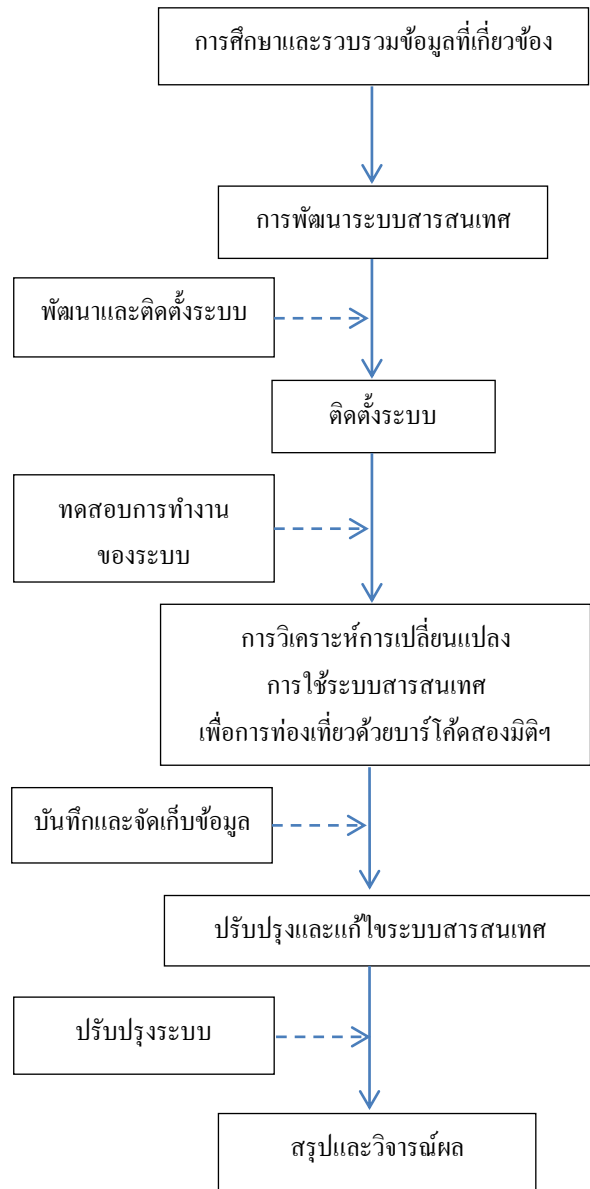 การศึกษาและรวบรวมข้อมูลที่เกี่ยวข้อง
การพัฒนาระบบสารสนเทศ
พัฒนาและติดตั้งระบบ
ติดตั้งระบบ
ทดสอบการทำงาน
ของระบบ
การวิเคราะห์การเปลี่ยนแปลง
การใช้ระบบสารสนเทศ
เพื่อการท่องเที่ยวด้วยบาร์โค้ดสองมิติฯ
บันทึกและจัดเก็บข้อมูล
ปรับปรุงและแก้ไขระบบสารสนเทศ
ปรับปรุงระบบ
สรุปและวิจารณ์ผล